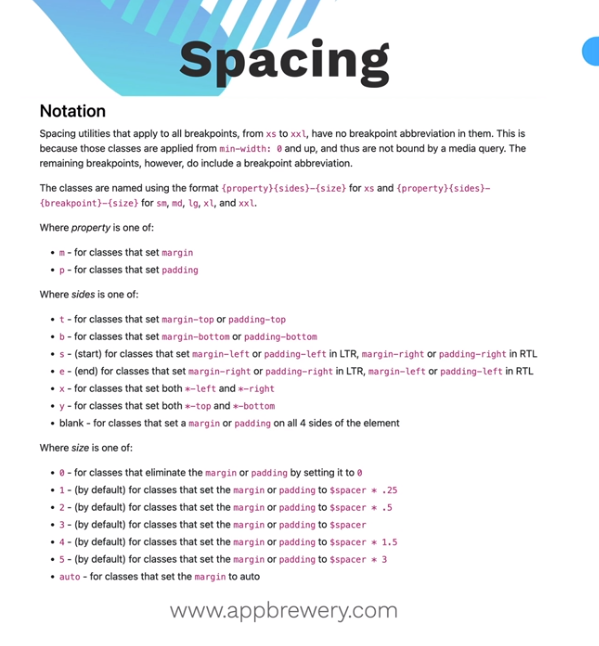 Spacing
Notation
Spacing utilities that apply to all breakpoints, from xs to xxl, have no breakpoint abbreviation in them. This is
because those classes are applied from min-width: 0 and up, and thus are not bound by a media query. The
remaining breakpoints, however, do include a breakpoint abbreviation.
The classes are named using the format {property}{sides}-{size} for xs and {property}{sides}-
{breakpoint}-{size} for sm, md, lg, xl, and xxl.
Where property is one of:
• m - for classes that set margin
• p - for classes that set padding
Where sides is one of:
• t - for classes that set margin-top or padding-top
• b - for classes that set margin-bottom or padding-bottom
• s - (start) for classes that set margin-left or padding-left in LTR, margin-right or padding-right in RTL
• e - (end) for classes that set margin-right or padding-right in LTR, margin-left or padding-left in RTL
• x - for classes that set both *-left and *-right
• y - for classes that set both *-top and *-bottom
• blank - for classes that set a margin or padding on all 4 sides of the element
Where size is one of:
• 0 - for classes that eliminate the margin or padding by setting it to 0
• 1 - (by default) for classes that set the margin or padding to $spacer * .25
• 2 - (by default) for classes that set the margin or padding to $spacer * .5
• 3 - (by default) for classes that set the margin or padding to $spacer
• 4 - (by default) for classes that set the margin or padding to $spacer * 1.5
• 5 - (by default) for classes that set the margin or padding to $spacer * 3
• auto - for classes that set the margin to auto
www.appbrewery.com